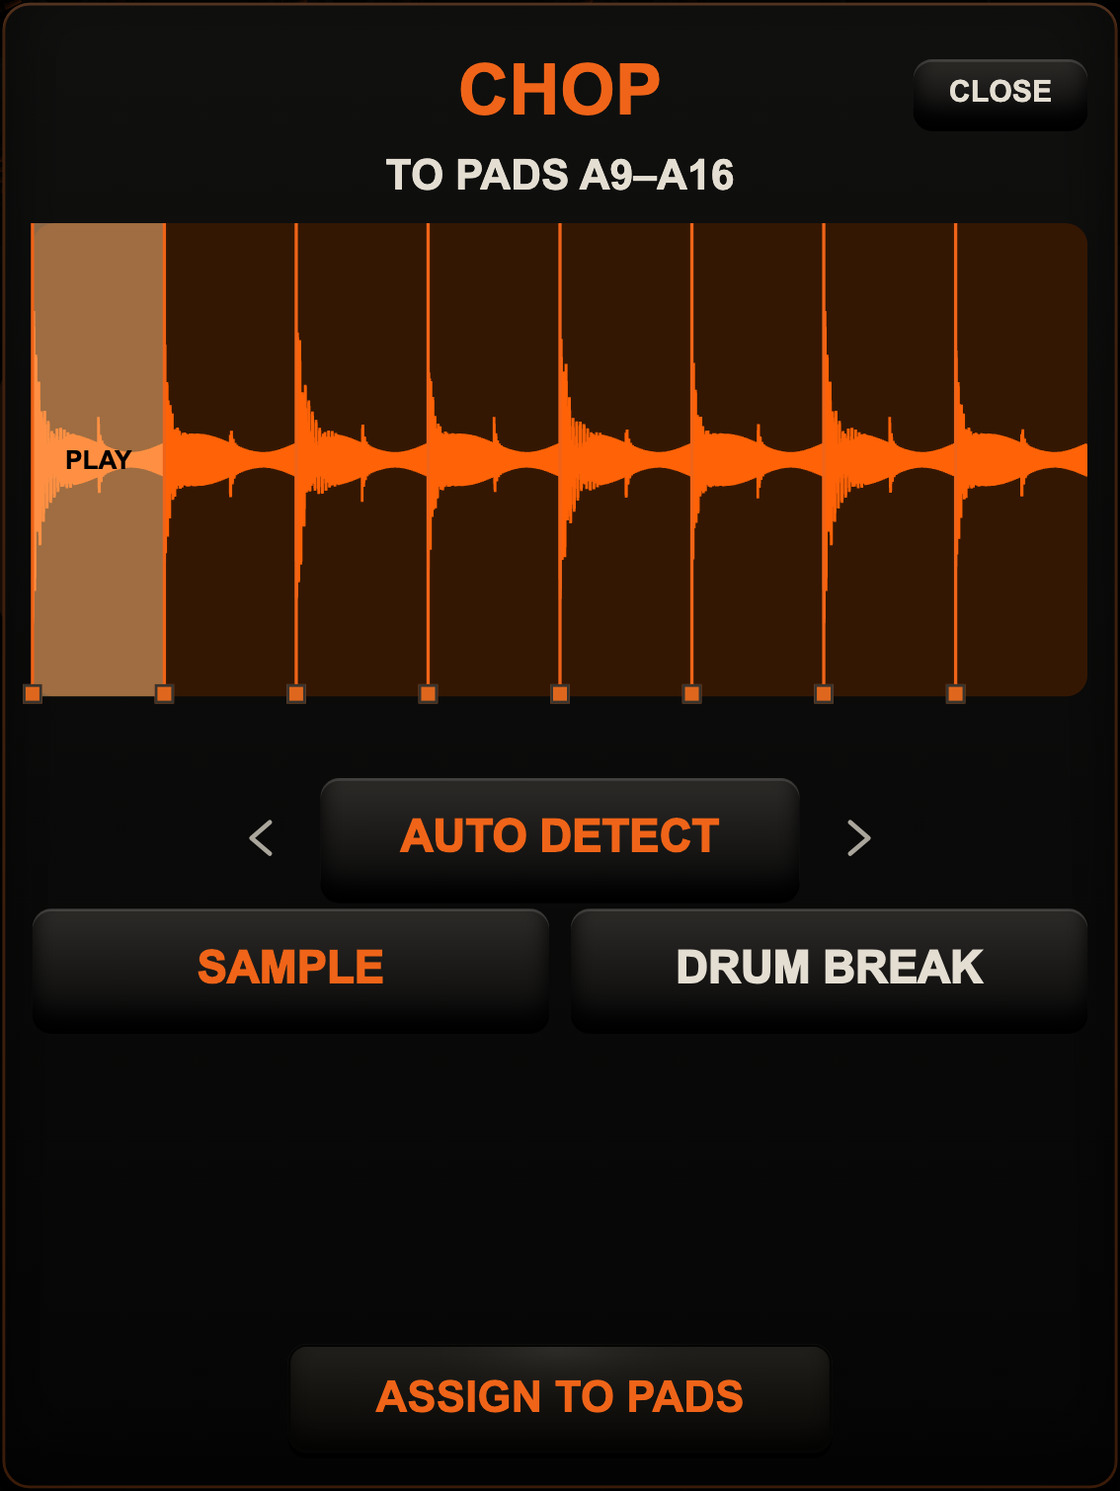 CHOP
CLOSE
TO PADS A9–A16
PLAY
AUTO DETECT
SAMPLE
DRUM BREAK
ASSIGN TO PADS